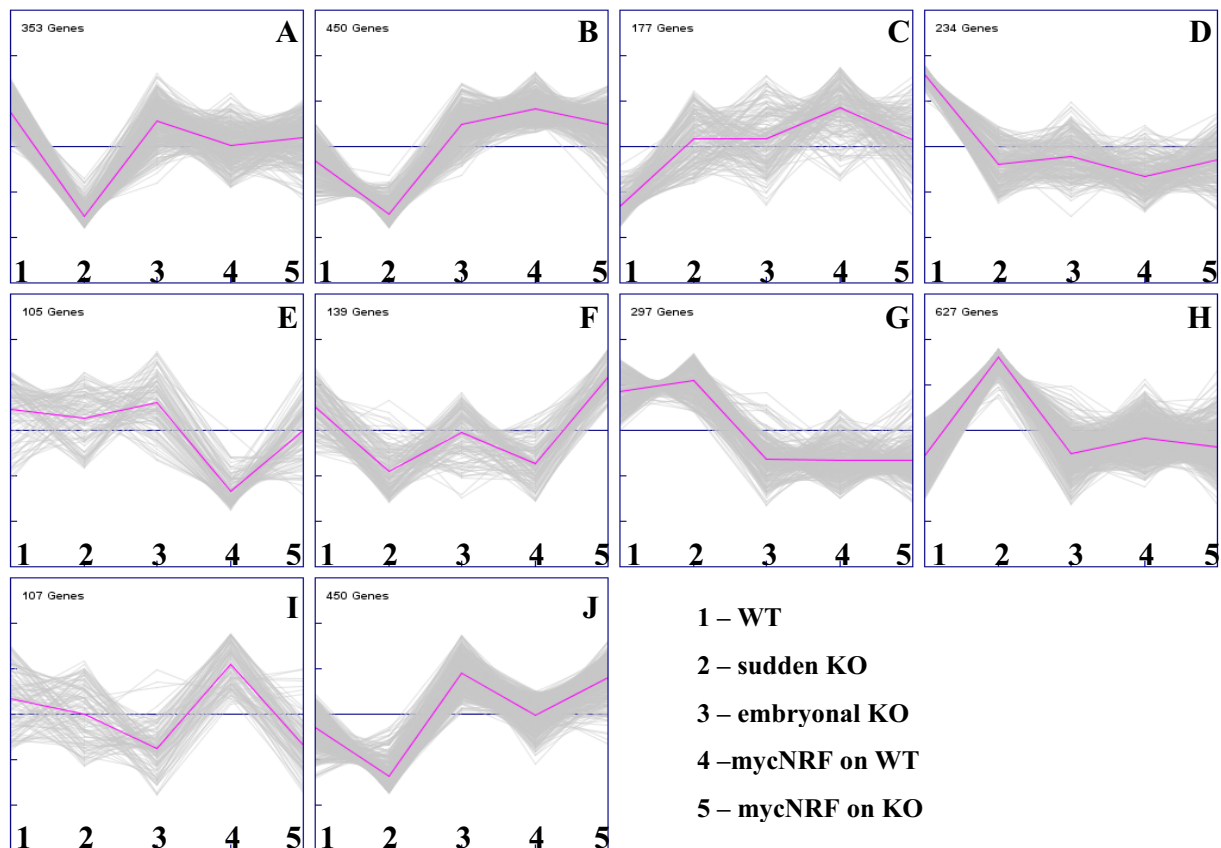 353 Genes A
450 Genes B
177 Genes C
234 Genes D
1 2 3 4 5
1 2 3 4 5
1 2 3 4 5
1 2 3 4 5
105 Genes E
139 Genes F
297 Genes G
627 Genes H
1 2 3 4 5
1 2 3 4 5
1 2 3 4 5
1 2 3 4 5
107 Genes I
450 Genes J
1 2 3 4 5
1 2 3 4 5
1 – WT
2 – sudden KO
3 – embryonal KO
4 –mycNRF on WT
5 – mycNRF on KO